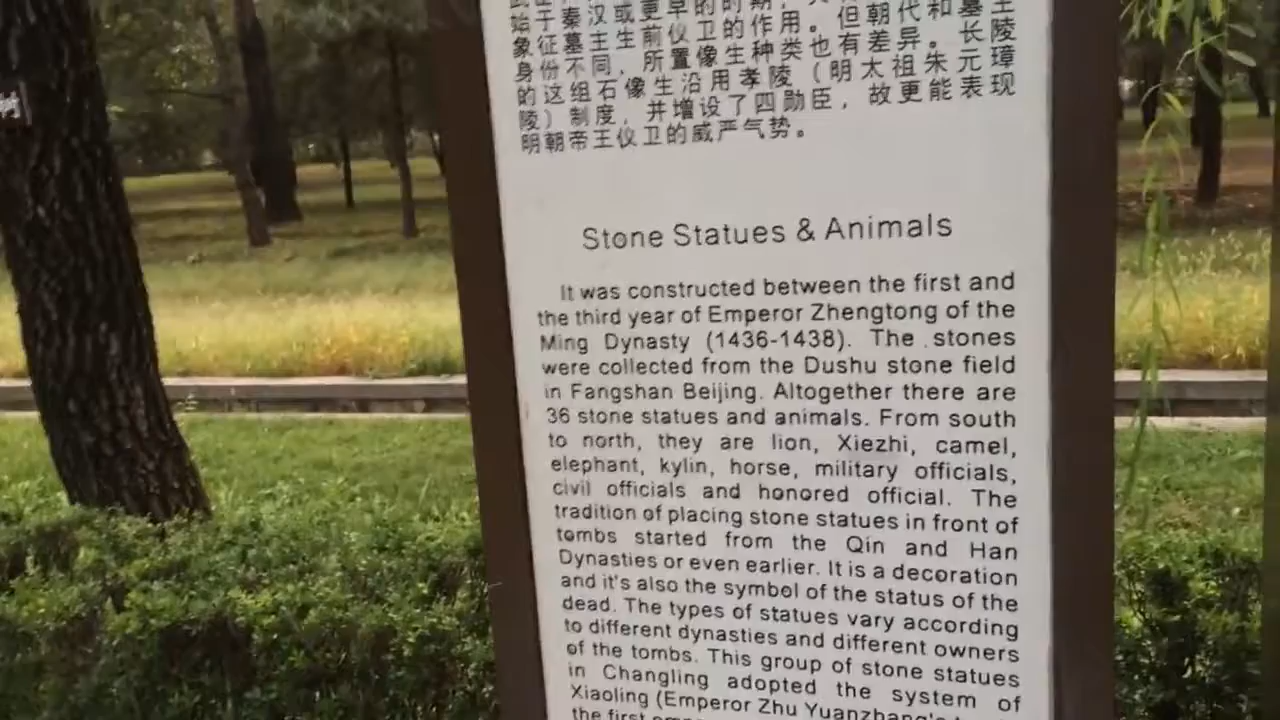 始于秦汉或更早的时期，
象征墓主生前仪卫的作用。但朝代和墓主
身份不同，所置像生种类也有差异。长陵
的这组石像生沿用孝陵（明太祖朱元璋
陵）制度，并增设了四勋臣，故更能表现
明朝帝王仪卫的威严气势。
Stone Statues & Animals
It was constructed between the first and
the third year of Emperor Zhengtong of the
Ming Dynasty (1436-1438). The stones
were collected from the Dushu stone field
in Fangshan Beijing. Altogether there are
36 stone statues and animals. From south
to north, they are lion, Xiezhi, camel,
elephant, kylin, horse, military officials,
civil officials and honored official. The
tradition of placing stone statues in front of
tombs started from the Qin and Han
Dynasties or even earlier. It is a decoration
and it's also the symbol of the status of the
dead. The types of statues vary according
to different dynasties and different owners
of the tombs. This group of stone statues
in Changling adopted the system of
Xiaoling (Emperor Zhu Yuanzhang's
the first